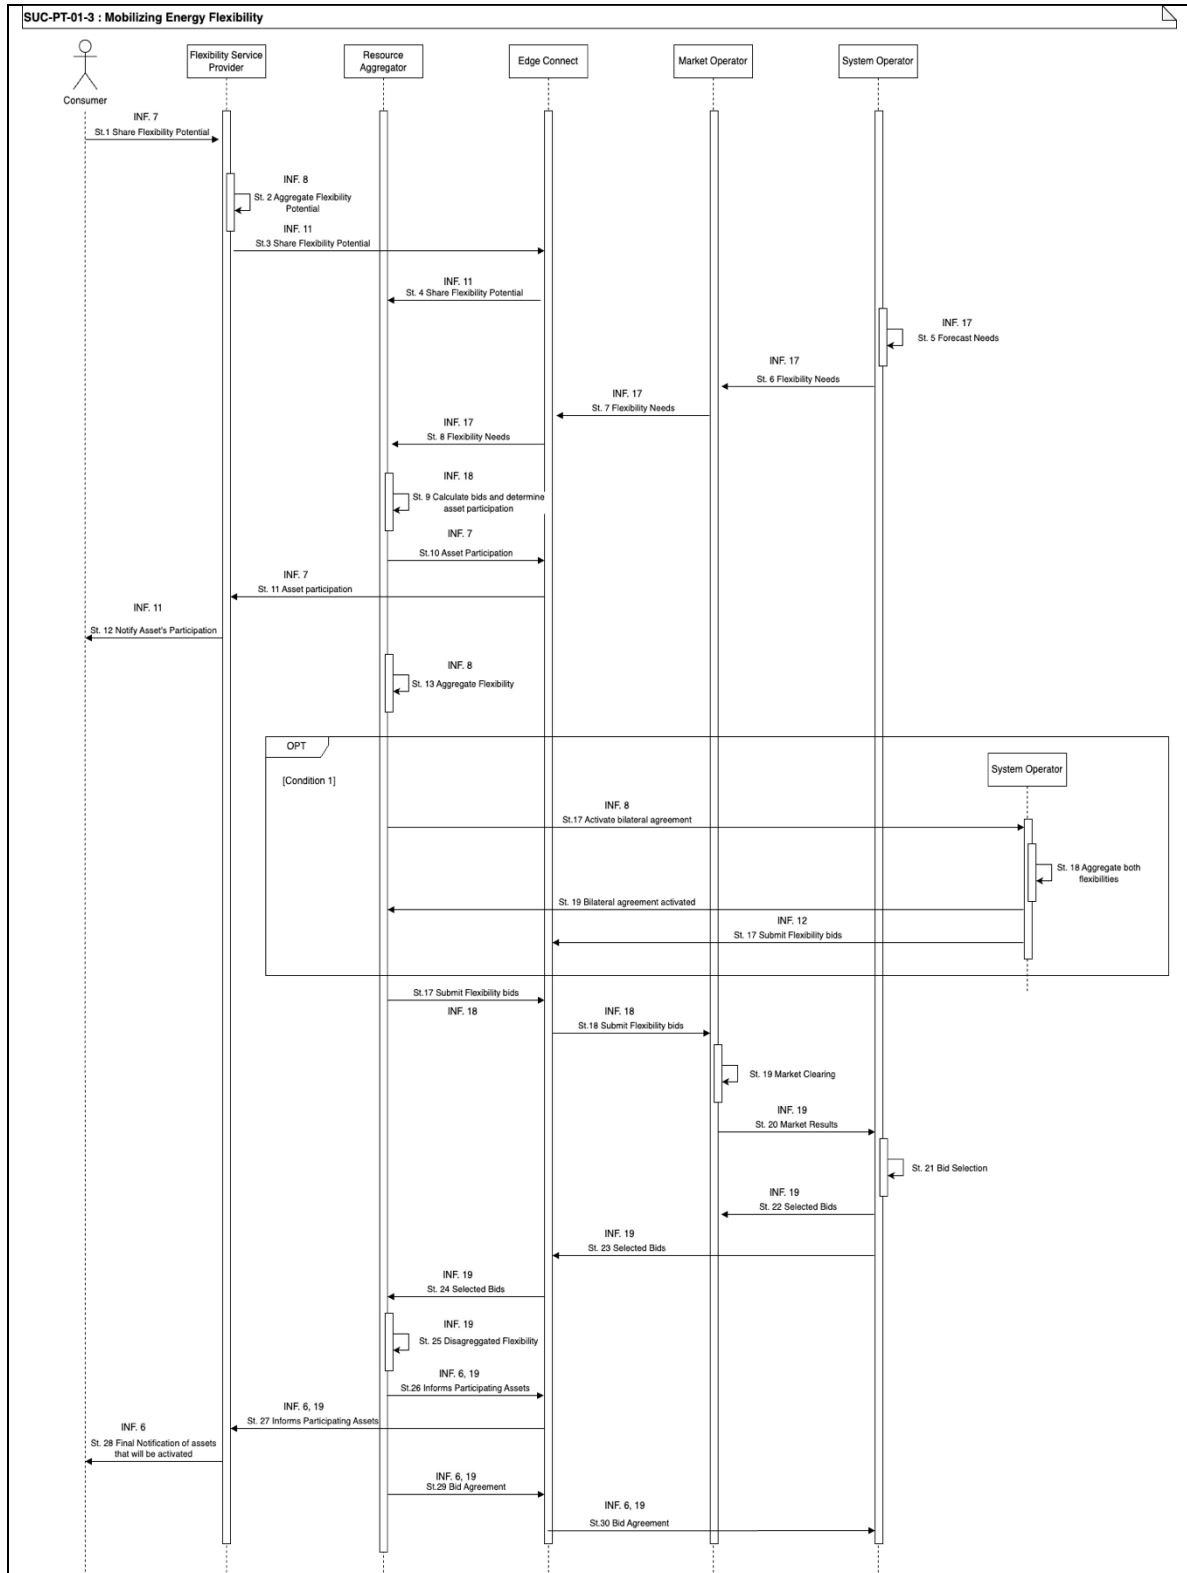 SUC-PT-01-3 : Mobilizing Energy Flexibility
Flexibility Service
Provider
Resource
Aggregator
Edge Connect
Market Operator
System Operator
Consumer
INF. 7
St.1 Share Flexibility Potential
INF. 8
St. 2 Aggregate Flexibility
Potential
INF. 11
St.3 Share Flexibility Potential
INF. 11
St. 4 Share Flexibility Potential
INF. 17
St. 5 Forecast Needs
INF. 17
St. 6 Flexibility Needs
INF. 17
St. 7 Flexibility Needs
INF. 17
St. 8 Flexibility Needs
INF. 18
St. 9 Calculate bids and determine
asset participation
INF. 7
St.10 Asset Participation
INF. 7
St. 11 Asset participation
INF. 11
St. 12 Notify Asset's Participation
INF. 8
St. 13 Aggregate Flexibility
OPT
[Condition 1]
System Operator
INF. 8
St.17 Activate bilateral agreement
St. 18 Aggregate both
flexibilities
St. 19 Bilateral agreement activated
INF. 12
St. 17 Submit Flexibility bids
St.17 Submit Flexibility bids
INF. 18
INF. 18
St.18 Submit Flexibility bids
St. 19 Market Clearing
INF. 19
St. 20 Market Results
St. 21 Bid Selection
INF. 19
St. 22 Selected Bids
INF. 19
St. 23 Selected Bids
INF. 19
St. 24 Selected Bids
INF. 19
St. 25 Disagreggated Flexibility
INF. 6, 19
St.26 Informs Participating Assets
INF. 6, 19
St. 27 Informs Participating Assets
INF. 6
St. 28 Final Notification of assets
that will be activated
INF. 6, 19
St.29 Bid Agreement
INF. 6, 19
St.30 Bid Agreement